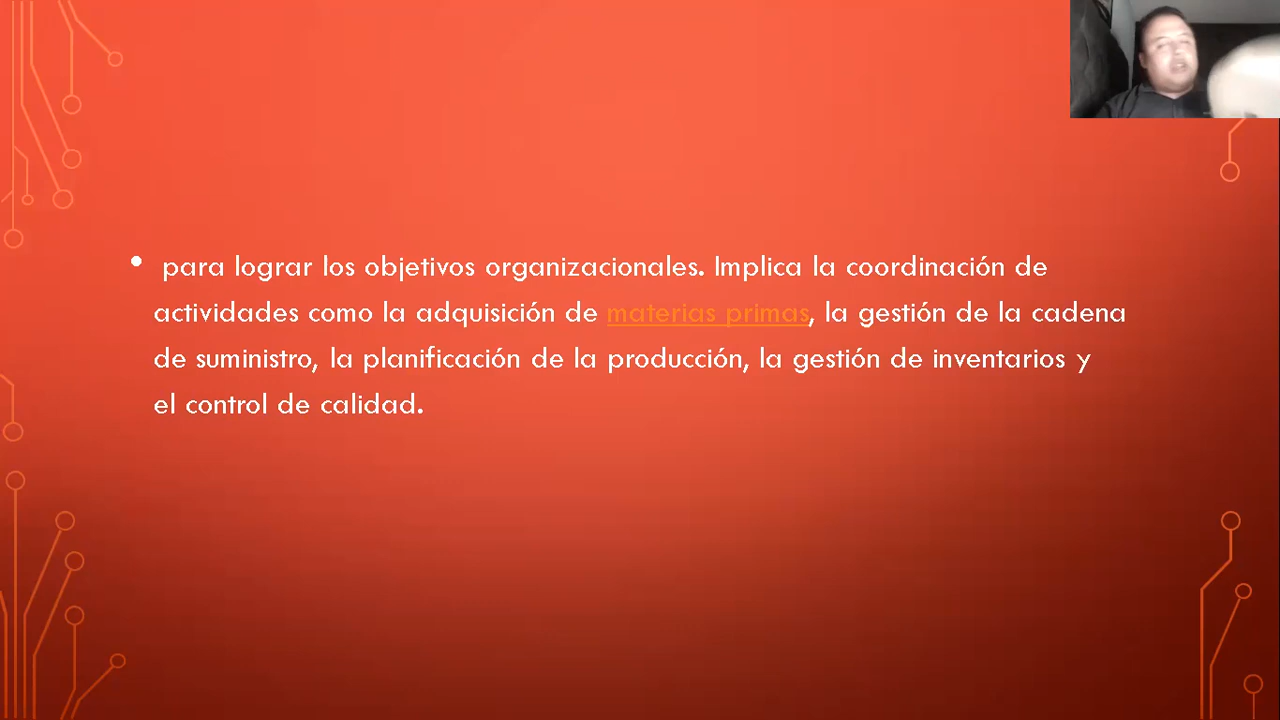 • para lograr los objetivos organizacionales. Implica la coordinación de
actividades como la adquisición de materias primas, la gestión de la cadena
de suministro, la planificación de la producción, la gestión de inventarios y
el control de calidad.